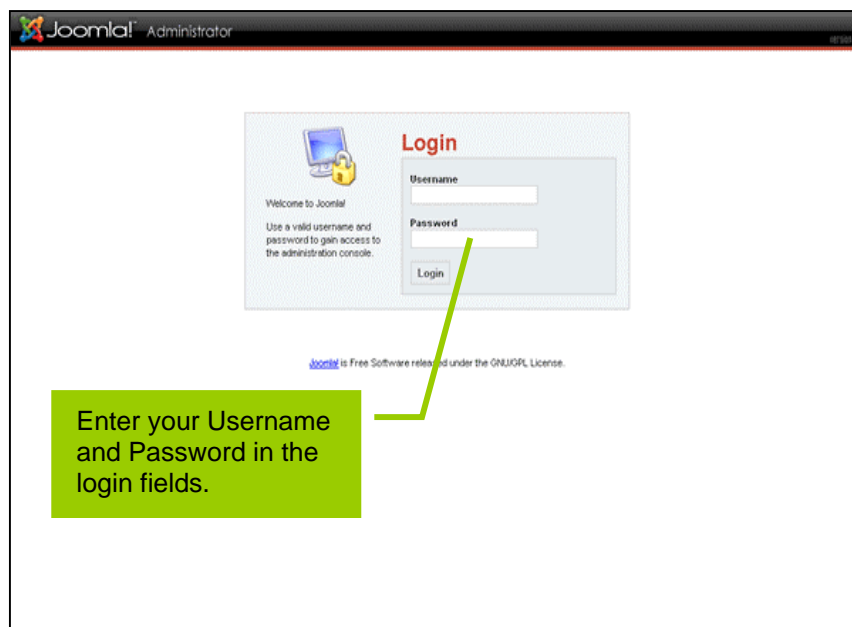 Joomla!™ Administrator
Login
Username
Welcome to Joomla!
Use a valid username and
password to gain access to
the administration console.
Password
Login
Joomla! is Free Software released under the GNU/GPL License.
Enter your Username
and Password in the
login fields.